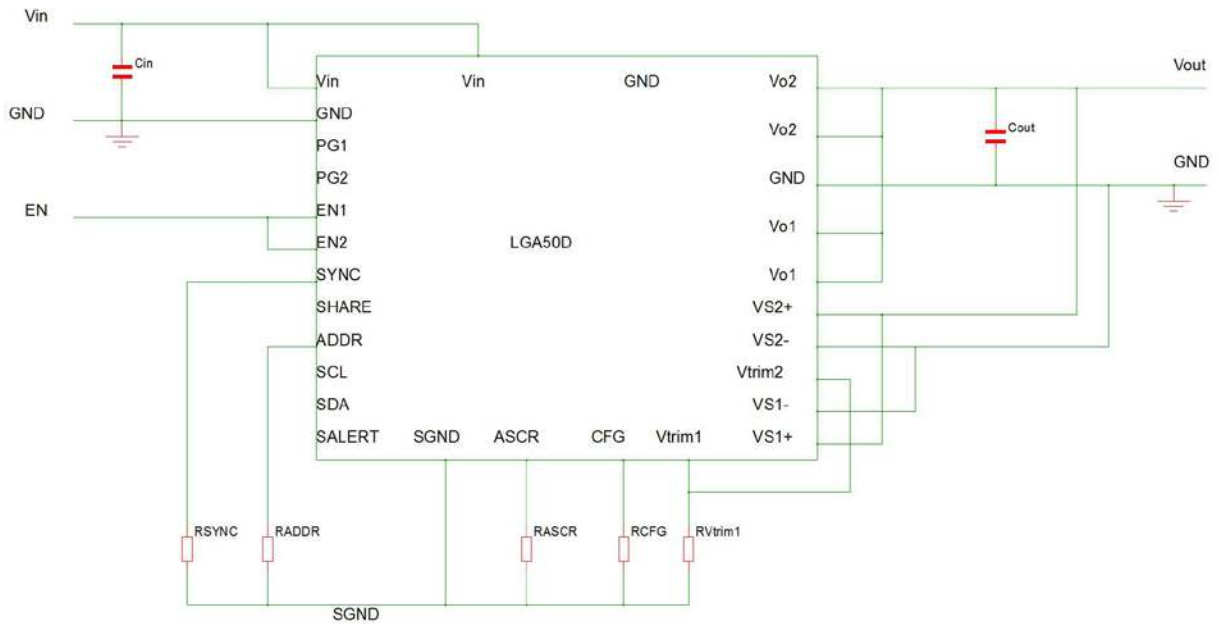 Vin
Cin
Vin
Vin
GND
Vo2
Vout
GND
GND
PG1
Vo2
Cout
PG2
GND
GND
EN
EN1
Vo1
EN2
LGA50D
SYNC
Vo1
SHARE
VS2+
ADDR
VS2-
SCL
Vtrim2
SDA
VS1-
SALERT
SGND
ASCR
CFG
Vtrim1
VS1+
RSYNC
RADDR
RASCR
RCFG
RVtrim1
SGND